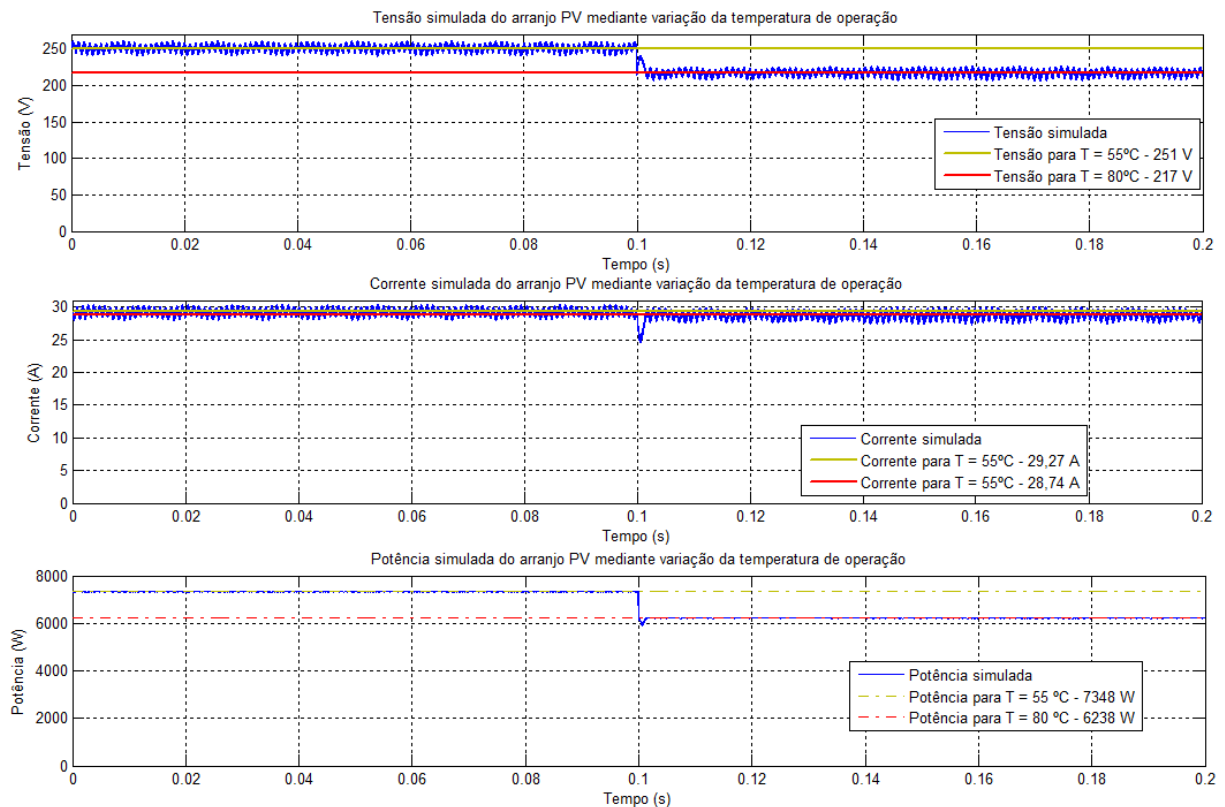 Tensão simulada do arranjo PV mediante variação da temperatura de operação
250
200
150
100
50
0
Tensão (V)
Tensão simulada
Tensão para T = 55ºC - 251 V
Tensão para T = 80ºC - 217 V
0 0.02 0.04 0.06 0.08 0.1 0.12 0.14 0.16 0.18 0.2
Tempo (s)
Corrente simulada do arranjo PV mediante variação da temperatura de operação
30
25
20
15
10
5
0
Corrente (A)
Corrente simulada
Corrente para T = 55ºC - 29,27 A
Corrente para T = 55ºC - 28,74 A
0 0.02 0.04 0.06 0.08 0.1 0.12 0.14 0.16 0.18 0.2
Tempo (s)
Potência simulada do arranjo PV mediante variação da temperatura de operação
8000
6000
4000
2000
0
Potência (W)
Potência simulada
Potência para T = 55 ºC - 7348 W
Potência para T = 80 ºC - 6238 W
0 0.02 0.04 0.06 0.08 0.1 0.12 0.14 0.16 0.18 0.2
Tempo (s)